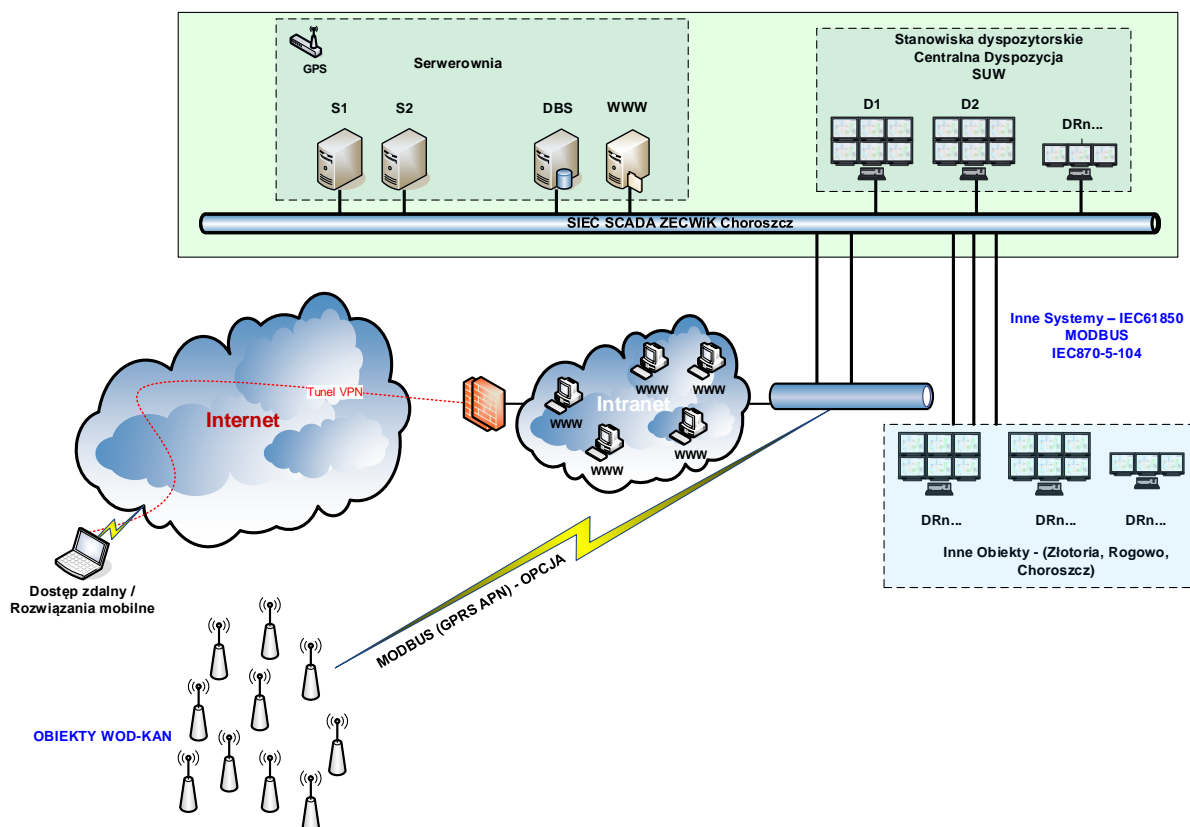 GPS
Serwerownia
S1
S2
DBS
WWW
Stanowiska dyspozytorskie
Centralna Dyspozycja
SUW
D1
D2
DRn...
SIEĆ SCADA ZECWiK Choroszcz
Inne Systemy – IEC61850
MODBUS
IEC870-5-104
Internet
Tunel VPN
Intranet
WWW
WWW
WWW
WWW
WWW
DRn...
DRn...
DRn...
Inne Obiekty - (Złotoria, Rogowo,
Choroszcz)
Dostęp zdalny /
Rozwiązania mobilne
MODBUS (GPRS APN) - OPCJA
OBIEKTY WOD-KAN